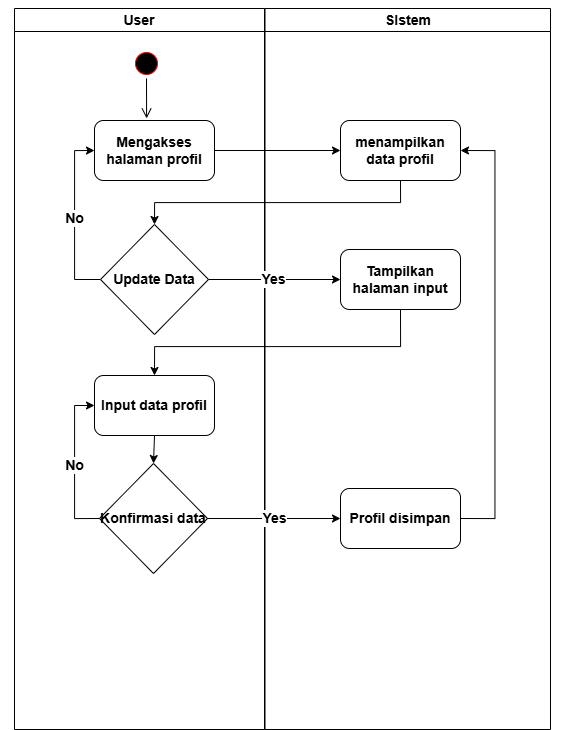 User
Sistem
Mengakses
halaman profil
menampilkan
data profil
No
Update Data
Yes
Tampilkan
halaman input
Input data profil
No
Konfirmasi data
Yes
Profil disimpan